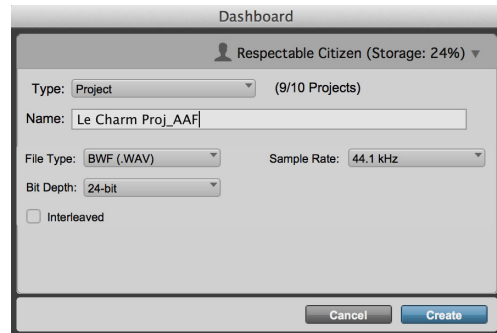 Dashboard
Respectable Citizen (Storage: 24%)
Type: Project (9/10 Projects)
Name: Le Charm Proj_AAF
File Type: BWF (.WAV) Sample Rate: 44.1 kHz
Bit Depth: 24-bit
Interleaved
Cancel Create